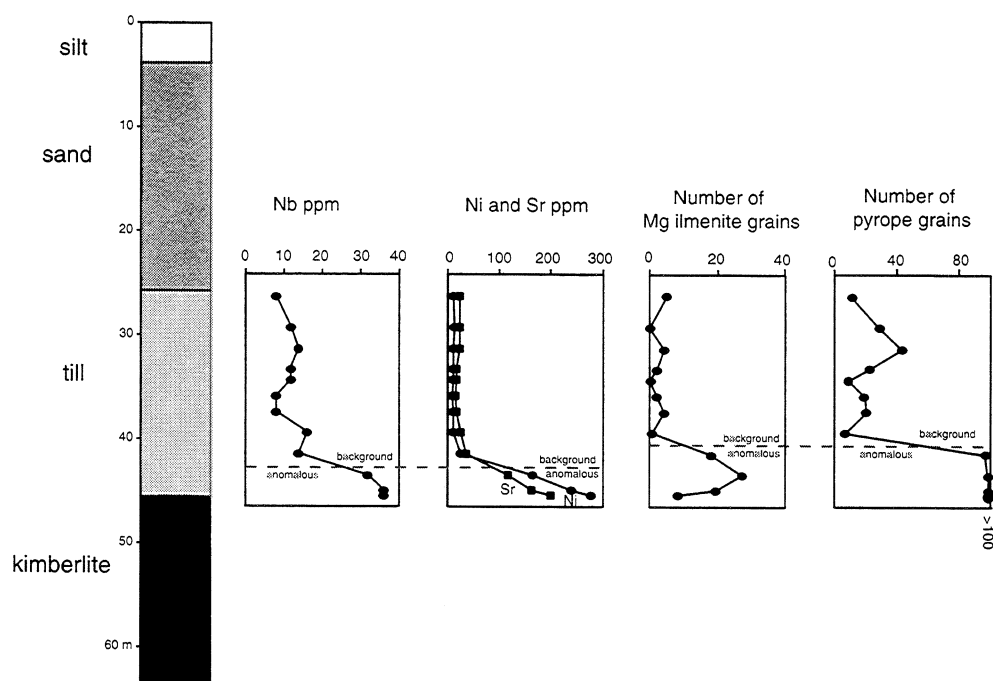 0
silt
10
sand
20
30
till
40
50
kimberlite
60 m
Nb ppm
0 10 20 30 40
background
anomalous
Ni and Sr ppm
0 100 200 300
background
anomalous
Sr
Ni
Number of
Mg ilmenite grains
0 20 40
background
anomalous
Number of
pyrope grains
0 40 80
background
anomalous
> 100